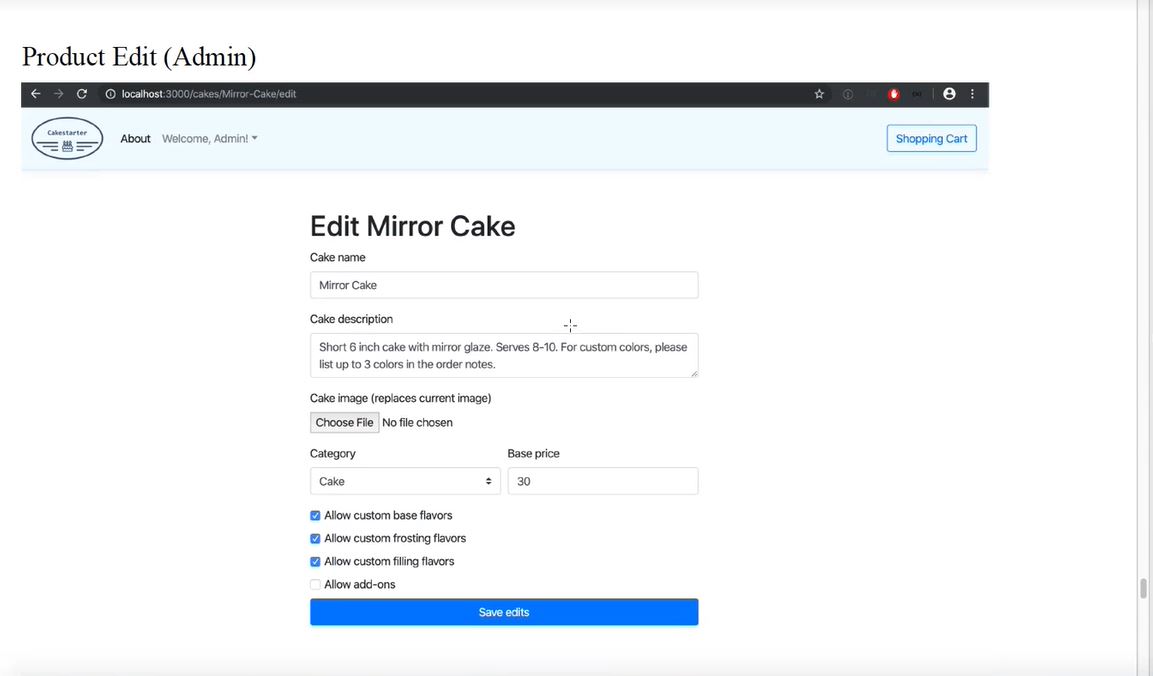 Product Edit (Admin)
localhost:3000/cakes/Mirror-Cake/edit
Cakestarter
About
Welcome, Admin!
Shopping Cart
Edit Mirror Cake
Cake name
Mirror Cake
Cake description
Short 6 inch cake with mirror glaze. Serves 8-10. For custom colors, please
list up to 3 colors in the order notes.
Cake image (replaces current image)
Choose File No file chosen
Category
Base price
Cake
30
Allow custom base flavors
Allow custom frosting flavors
Allow custom filling flavors
Allow add-ons
Save edits